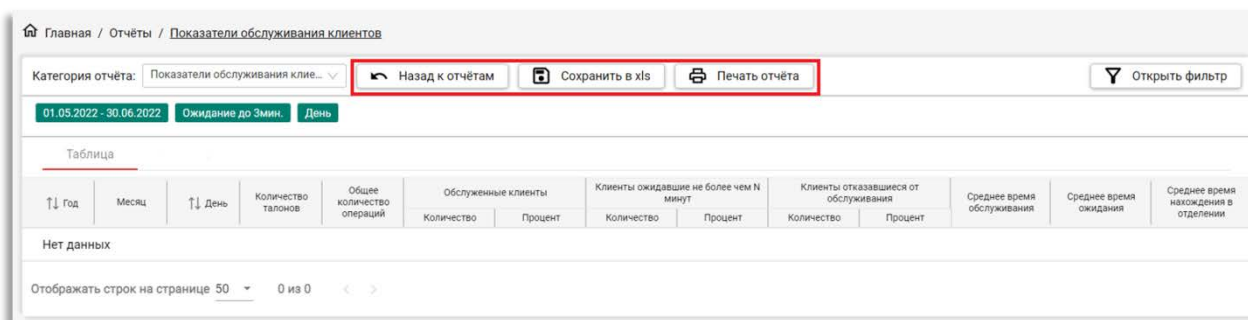 Главная / Отчёты / Показатели обслуживания клиентов
Категория отчёта: Показатели обслуживания клие... Назад к отчётам Сохранить в xls Печать отчёта Открыть фильтр
01.05.2022 - 30.06.2022 Ожидание до 3мин. День
Таблица
Год Месяц День Количество талонов Общее количество операций Обслуженные клиенты Клиенты ожидавшие не более чем N минут Клиенты отказавшиеся от обслуживания Среднее время обслуживания Среднее время ожидания Среднее время нахождения в отделении
Количество Процент Количество Процент Количество Процент
Нет данных
Отображать строк на странице 50 0 из 0